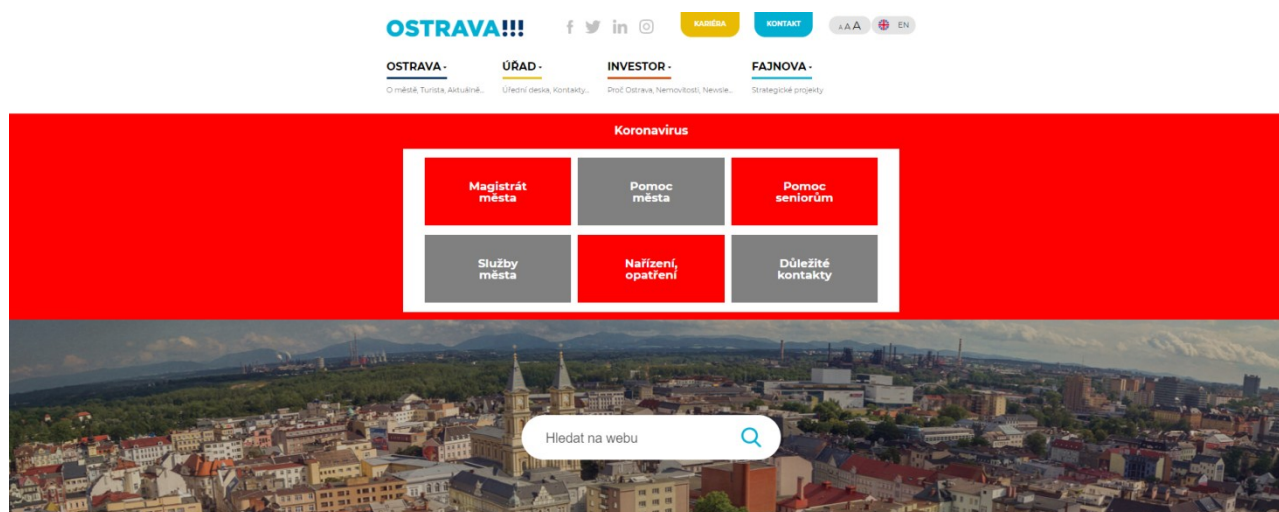 OSTRAVA!!!
KARIÉRA
KONTAKT
A A A
EN
OSTRAVA
ÚŘAD
INVESTOR
FAJNOVA
O městě, Turista, Aktuálně...
Úřední deska, Kontakty...
Proč Ostrava, Nemovitosti, Newsle...
Strategické projekty
Koronavirus
Magistrát
města
Pomoc
města
Pomoc
seniorům
Služby
města
Nařízení,
opatření
Důležité
kontakty
Hledat na webu